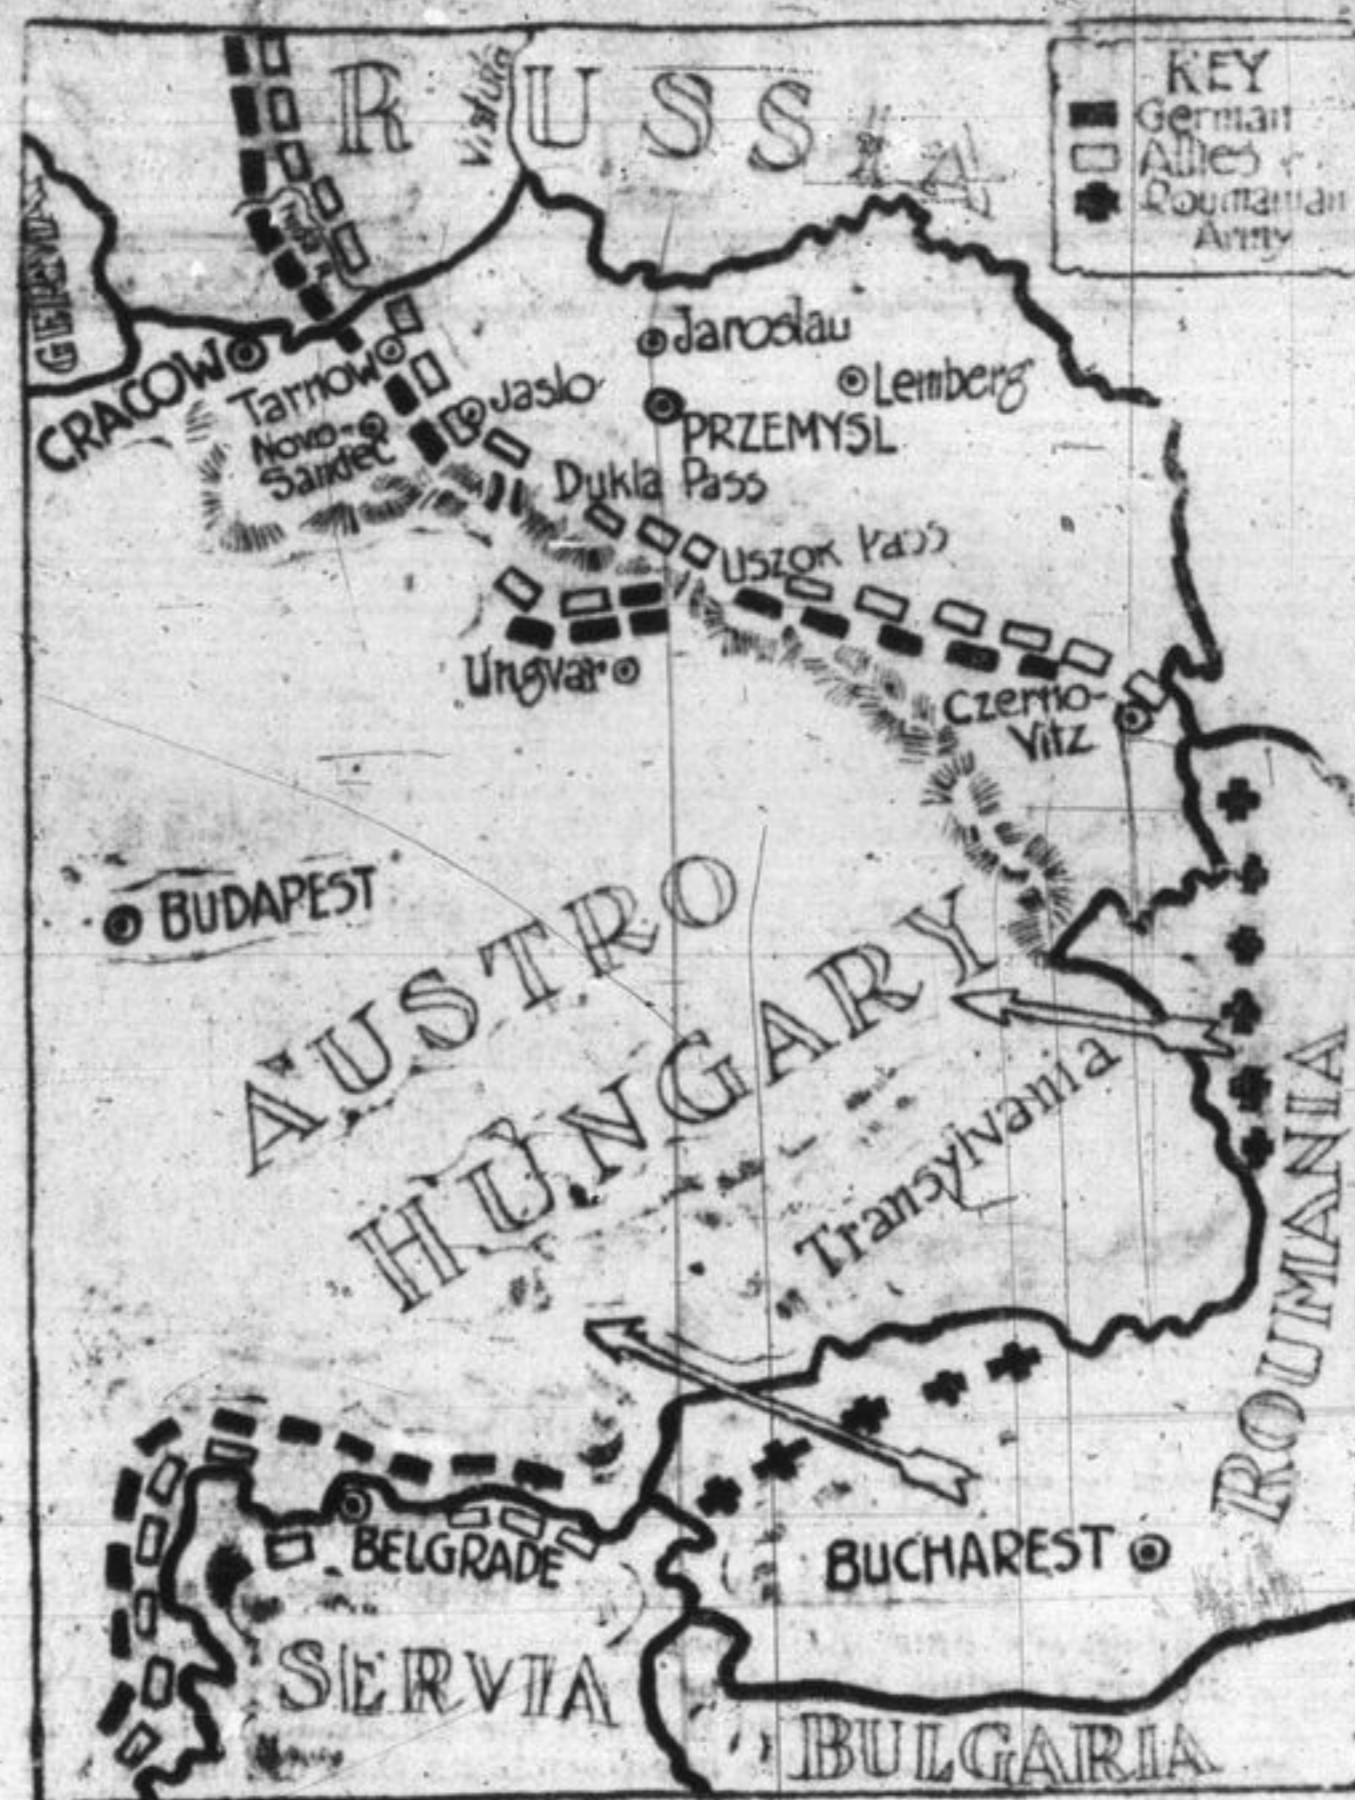 RUSSIA
Vistula
KEY
German
Allies
Roumanian
Army
CRACOW
Tarnow
Novo-
Sandec
Jaslo
Jaroslau
Lemberg
PRZEMYSL
Dukla Pass
Uszok Pass
Ungvar
Czerno-
vitz
BUDAPEST
AUSTRO
HUNGARY
Transylvania
ROUMANIA
BELGRADE
BUCHAREST
SERVIA
BULGARIA